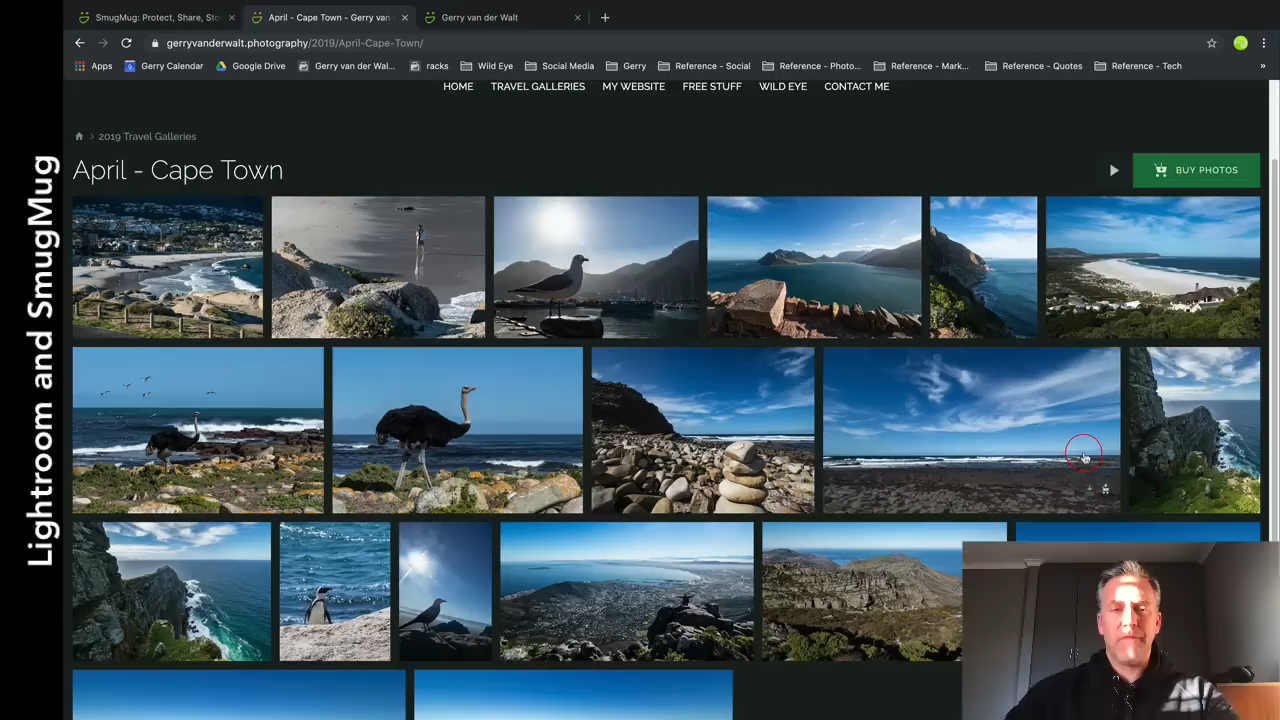 SmugMug: Protect, Share, Sto
April - Cape Town - Gerry van
Gerry van der Walt
gerryvanderwalt.photography/2019/April-Cape-Town/
Apps
Gerry Calendar
Google Drive
Gerry van der Wal...
racks
Wild Eye
Social Media
Gerry
Reference - Social
Reference - Photo...
Reference - Mark...
Reference - Quotes
Reference - Tech
»
HOME
TRAVEL GALLERIES
MY WEBSITE
FREE STUFF
WILD EYE
CONTACT ME
2019 Travel Galleries
April - Cape Town
BUY PHOTOS
Lightroom and SmugMug